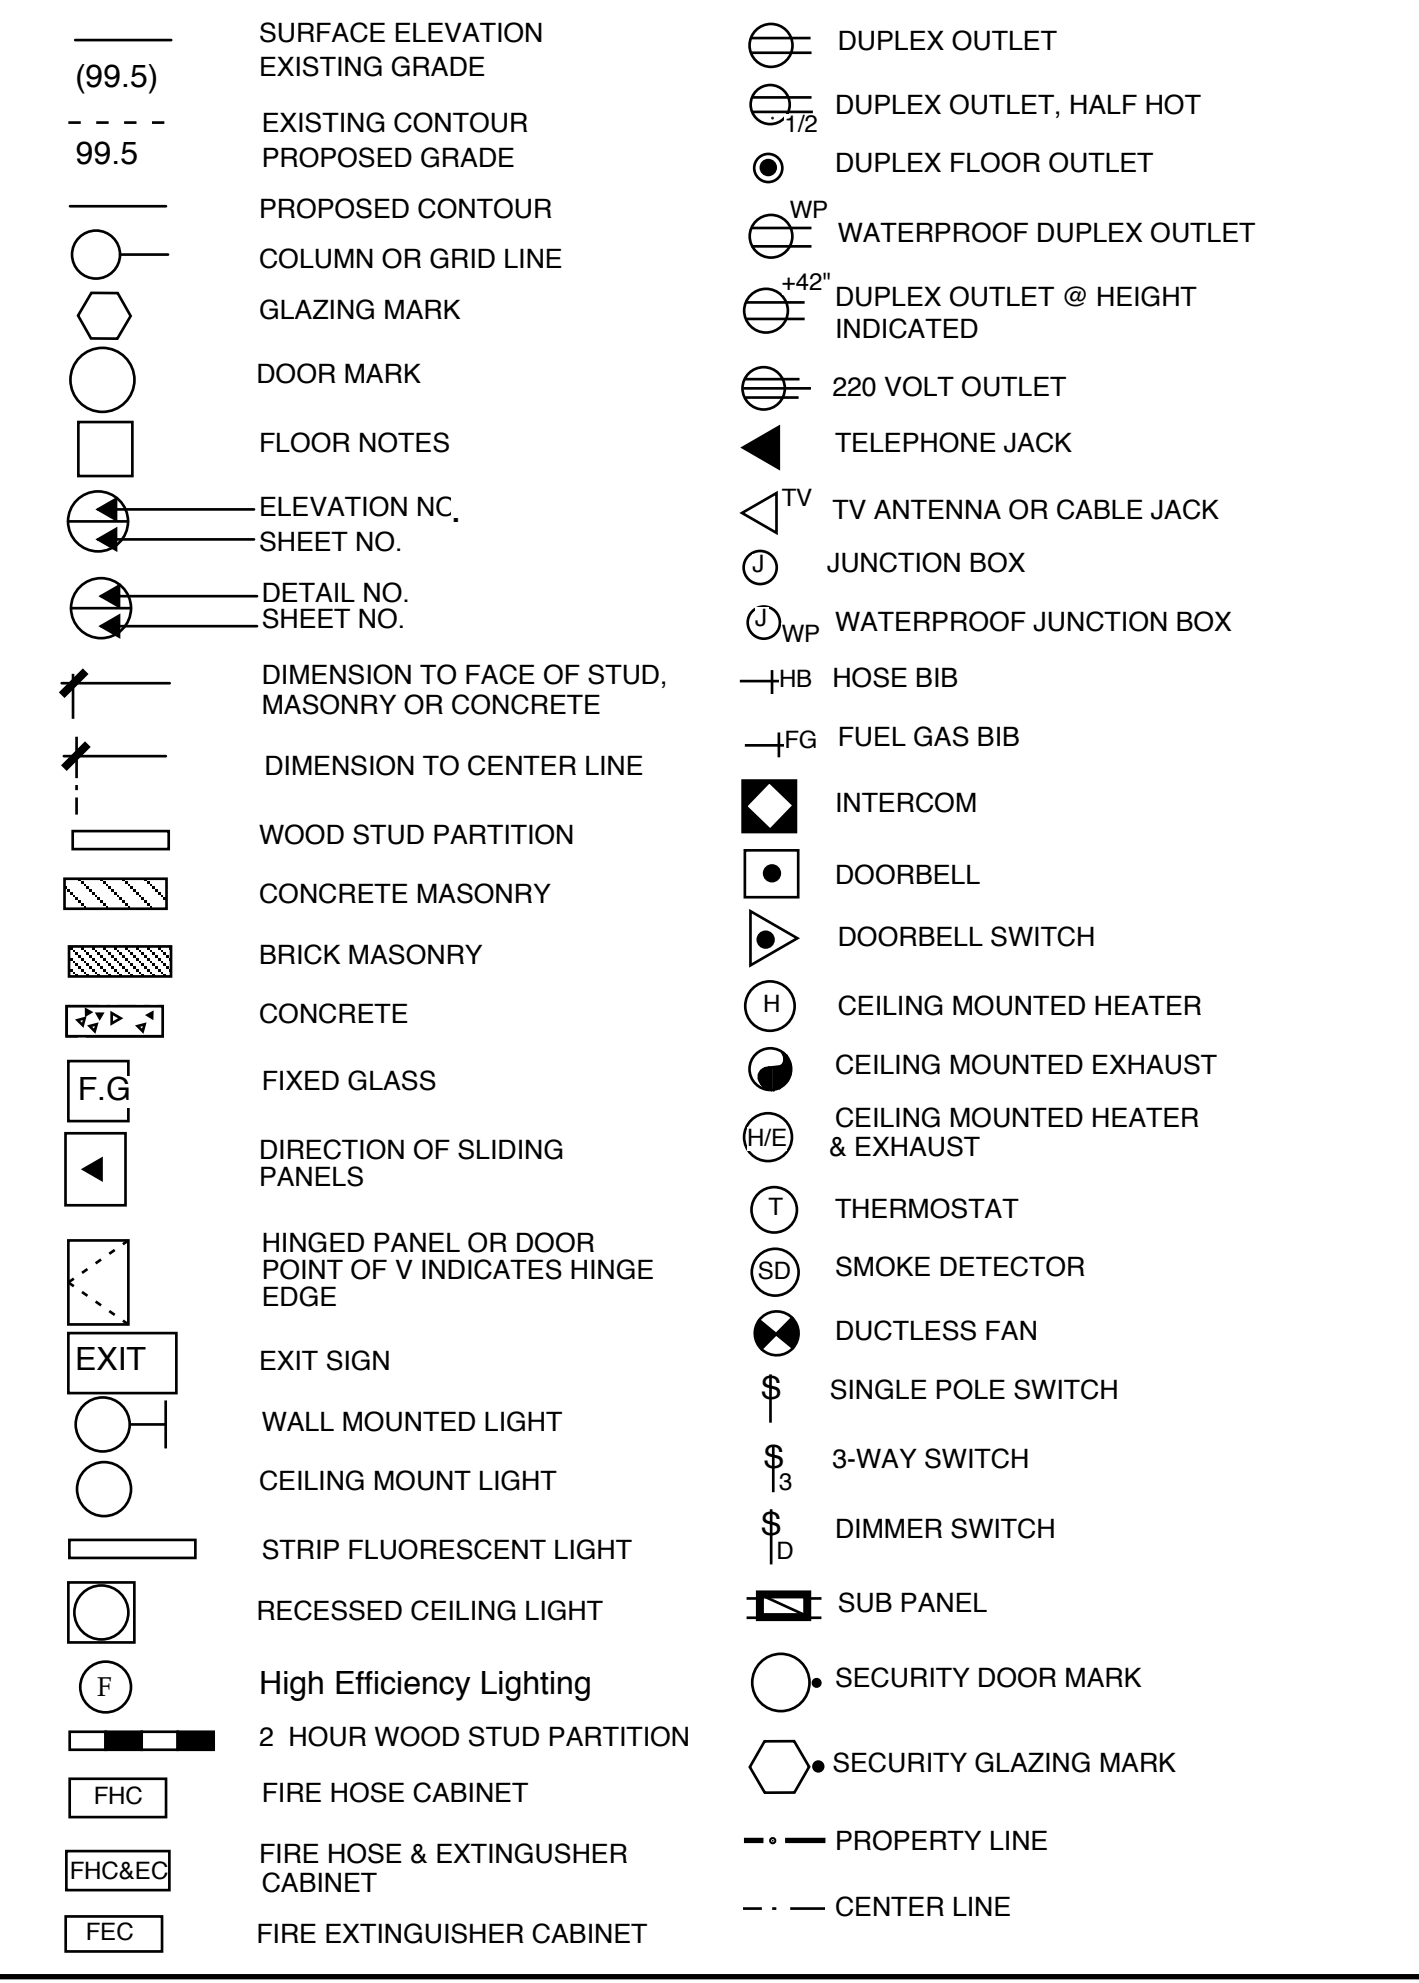 SURFACE ELEVATION
(99.5) EXISTING GRADE
EXISTING CONTOUR
99.5 PROPOSED GRADE
PROPOSED CONTOUR
COLUMN OR GRID LINE
GLAZING MARK
DOOR MARK
FLOOR NOTES
ELEVATION NO.
SHEET NO.
DETAIL NO.
SHEET NO.
DIMENSION TO FACE OF STUD,
MASONRY OR CONCRETE
DIMENSION TO CENTER LINE
WOOD STUD PARTITION
CONCRETE MASONRY
BRICK MASONRY
CONCRETE
F.G FIXED GLASS
DIRECTION OF SLIDING
PANELS
HINGED PANEL OR DOOR
POINT OF V INDICATES HINGE
EDGE
EXIT EXIT SIGN
WALL MOUNTED LIGHT
CEILING MOUNT LIGHT
STRIP FLUORESCENT LIGHT
RECESSED CEILING LIGHT
F High Efficiency Lighting
2 HOUR WOOD STUD PARTITION
FHC FIRE HOSE CABINET
FHC&EC FIRE HOSE & EXTINGUSHER
CABINET
FEC FIRE EXTINGUISHER CABINET
DUPLEX OUTLET
1/2 DUPLEX OUTLET, HALF HOT
DUPLEX FLOOR OUTLET
WP WATERPROOF DUPLEX OUTLET
+42" DUPLEX OUTLET @ HEIGHT
INDICATED
220 VOLT OUTLET
TELEPHONE JACK
TV TV ANTENNA OR CABLE JACK
J JUNCTION BOX
J WP WATERPROOF JUNCTION BOX
HB HOSE BIB
FG FUEL GAS BIB
INTERCOM
DOORBELL
DOORBELL SWITCH
H CEILING MOUNTED HEATER
CEILING MOUNTED EXHAUST
H/E CEILING MOUNTED HEATER
& EXHAUST
T THERMOSTAT
SD SMOKE DETECTOR
DUCTLESS FAN
$ SINGLE POLE SWITCH
$ 3 3-WAY SWITCH
$ D DIMMER SWITCH
SUB PANEL
SECURITY DOOR MARK
SECURITY GLAZING MARK
PROPERTY LINE
CENTER LINE